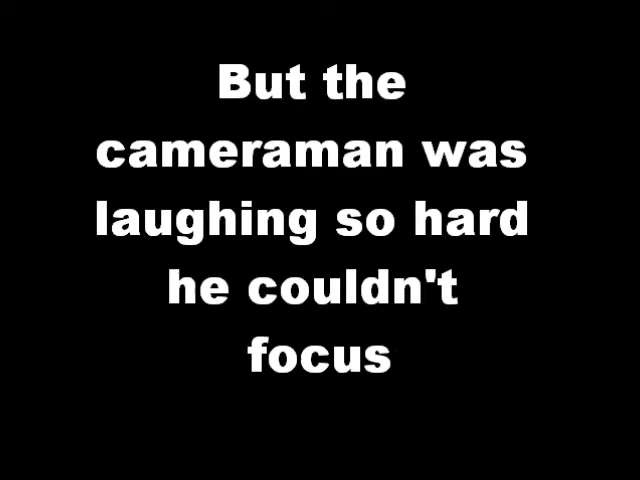 But the
cameraman was
laughing so hard
he couldn't
focus